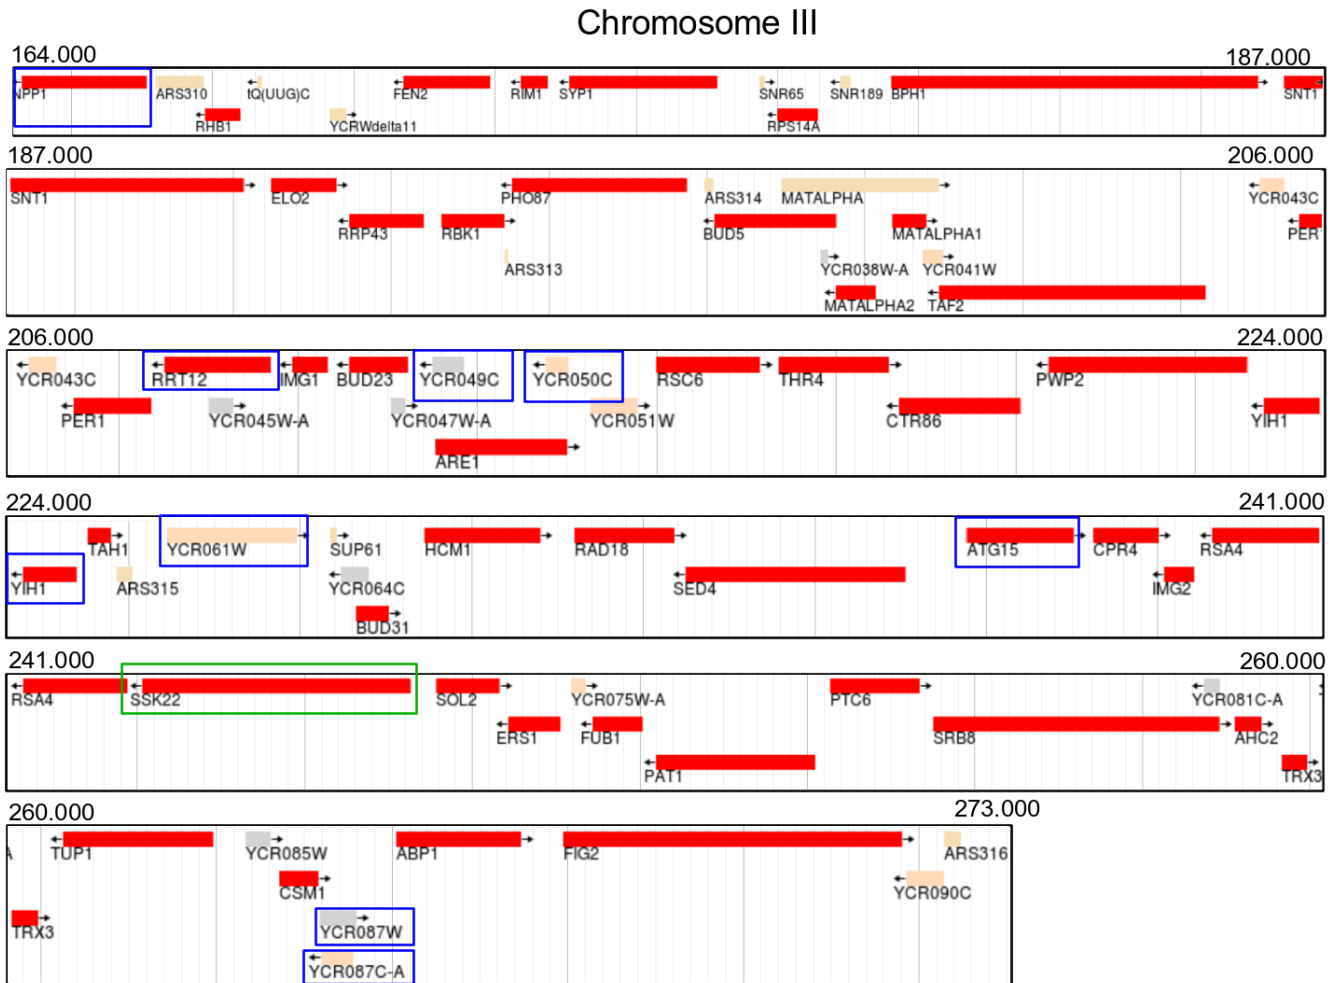 Chromosome III
164.000 187.000
NPP1 ARS310 tQ(UUG)C FEN2 RIM1 SYP1 SNR65 SNR189 BPH1 SNT1
RHB1 YCRWdelta11 RPS14A
187.000 206.000
SNT1 ELO2 PHO87 ARS314 MATALPHA YCR043C
RRP43 RBK1 BUD5 MATALPHA1 PER
ARS313 YCR038W-A YCR041W
MATALPHA2 TAF2
206.000 224.000
YCR043C RRT12 IMG1 BUD23 YCR049C YCR050C RSC6 THR4 PWP2
PER1 YCR045W-A YCR047W-A YCR051W CTR86 YIH1
ARE1
224.000 241.000
TAH1 YCR061W SUP61 HCM1 RAD18 ATG15 CPR4 RSA4
YIH1 ARS315 YCR064C SED4 IMG2
BUD31
241.000 260.000
RSA4 SSK22 SOL2 YCR075W-A PTC6 YCR081C-A
ERS1 FUB1 SRB8 AHC2
PAT1 TRX3
260.000 273.000
A TUP1 YCR085W ABP1 FIG2 ARS316
CSM1 YCR090C
TRX3 YCR087W
YCR087C-A